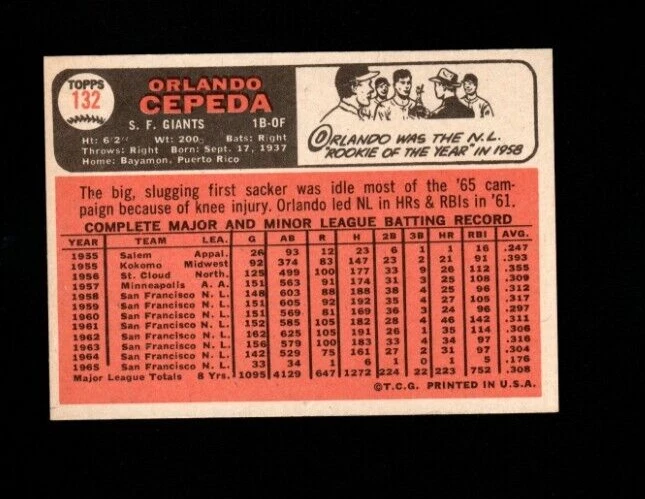 TOPPS
132
ORLANDO
CEPEDA
S. F. GIANTS 1B-OF
Ht: 6'2" Wt: 200 Bats: Right
Throws: Right Born: Sept. 17, 1937
Home: Bayamon, Puerto Rico
ORLANDO WAS THE N.L.
"ROOKIE OF THE YEAR" IN 1958
The big, slugging first sacker was idle most of the '65 cam-
paign because of knee injury. Orlando led NL in HRs & RBIs in '61.
COMPLETE MAJOR AND MINOR LEAGUE BATTING RECORD
YEAR TEAM LEA. G AB R H 2B 3B HR RBI AVG.
1955 Salem Appal. 26 93 12 23 6 1 1 16 .247
1955 Kokomo Midwest 92 374 83 147 23 2 21 91 .393
1956 St. Cloud North. 125 499 100 177 33 9 26 112 .355
1957 Minneapolis A. A. 151 563 91 174 31 3 25 108 .309
1958 San Francisco N. L. 148 603 88 188 38 4 25 96 .312
1959 San Francisco N. L. 151 605 92 192 35 4 27 105 .317
1960 San Francisco N. L. 151 569 81 169 36 3 24 96 .297
1961 San Francisco N. L. 152 585 105 182 28 4 46 142 .311
1962 San Francisco N. L. 162 625 105 191 26 1 35 114 .306
1963 San Francisco N. L. 156 579 100 183 33 4 34 97 .316
1964 San Francisco N. L. 142 529 75 161 27 2 31 97 .304
1965 San Francisco N. L. 33 34 1 6 1 0 1 5 .176
Major League Totals 8 Yrs. 1095 4129 647 1272 224 22 223 752 .308
©T.C.G. PRINTED IN U.S.A.